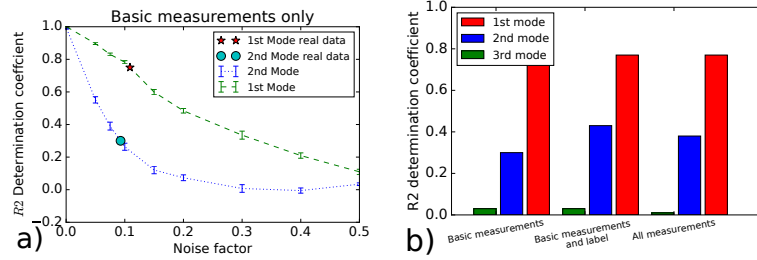 Basic measurements only
1st Mode real data
2nd Mode real data
2nd Mode
1st Mode
R2 Determination coeffcient
1.0
0.8
0.6
0.4
0.2
0.0
−0.2
0.0 0.1 0.2 0.3 0.4 0.5
Noise factor
a)
1st mode
2nd mode
3rd mode
R2 determination coefficient
1.0
0.8
0.6
0.4
0.2
0.0
Basic measurements
Basic measurements
and label
All measurements
b)